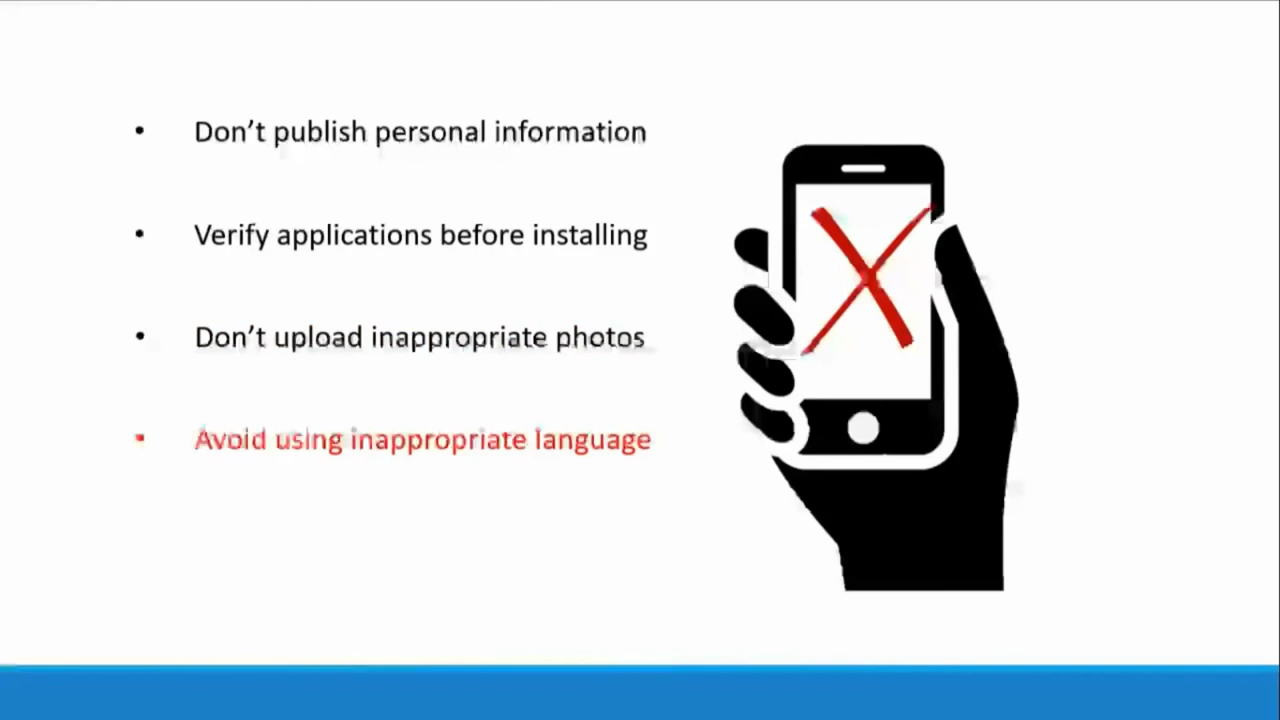 • Don't publish personal information
• Verify applications before installing
• Don't upload inappropriate photos
• Avoid using inappropriate language